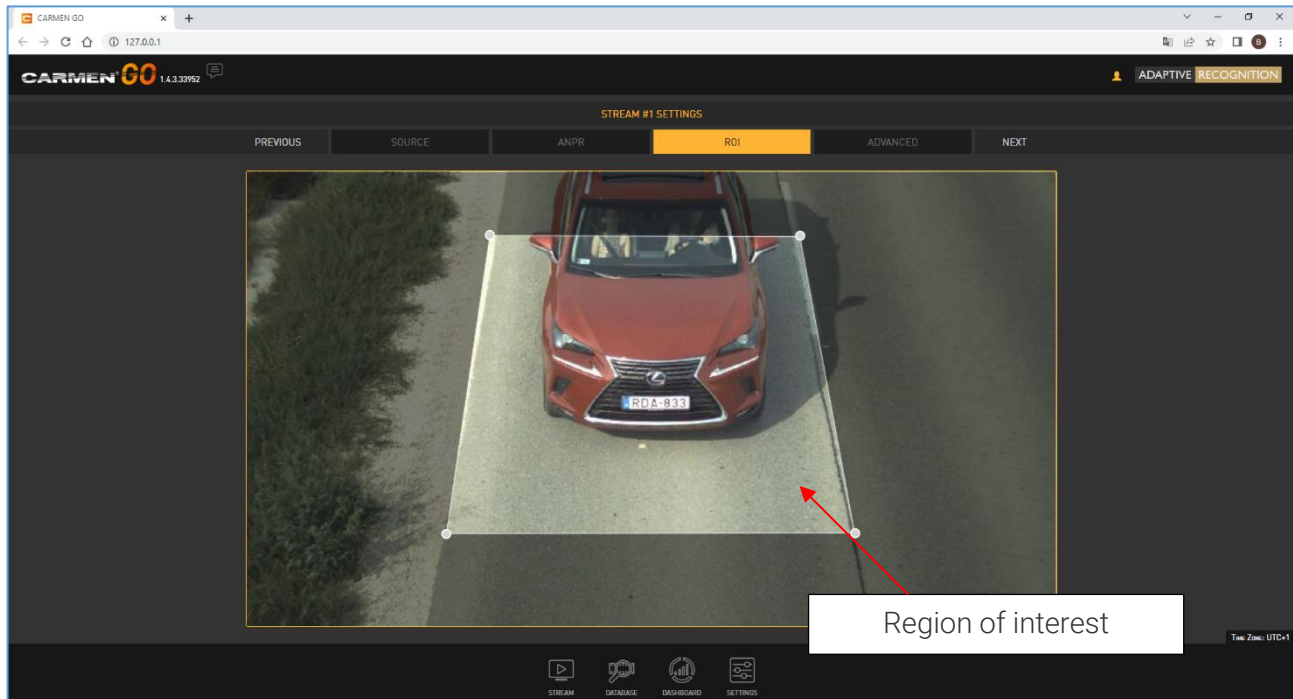 CARMEN GO
127.0.0.1
CARMEN GO 1.4.3.33952
ADAPTIVE RECOGNITION
STREAM #1 SETTINGS
PREVIOUS SOURCE ANPR ROI ADVANCED NEXT
RDA-833
Region of interest
TIME ZONE: UTC+1
STREAM DATABASE DASHBOARD SETTINGS